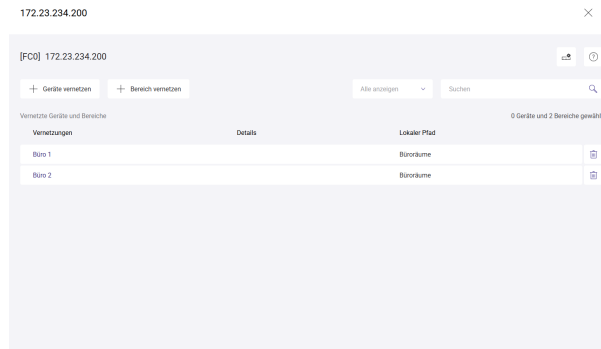 172.23.234.200
[FC0] 172.23.234.200
Geräte vernetzen
Bereich vernetzen
Alle anzeigen
Suchen
Vernetzte Geräte und Bereiche
0 Geräte und 2 Bereiche gewähl
Vernetzungen Details Lokaler Pfad
Büro 1 Büroräume
Büro 2 Büroräume